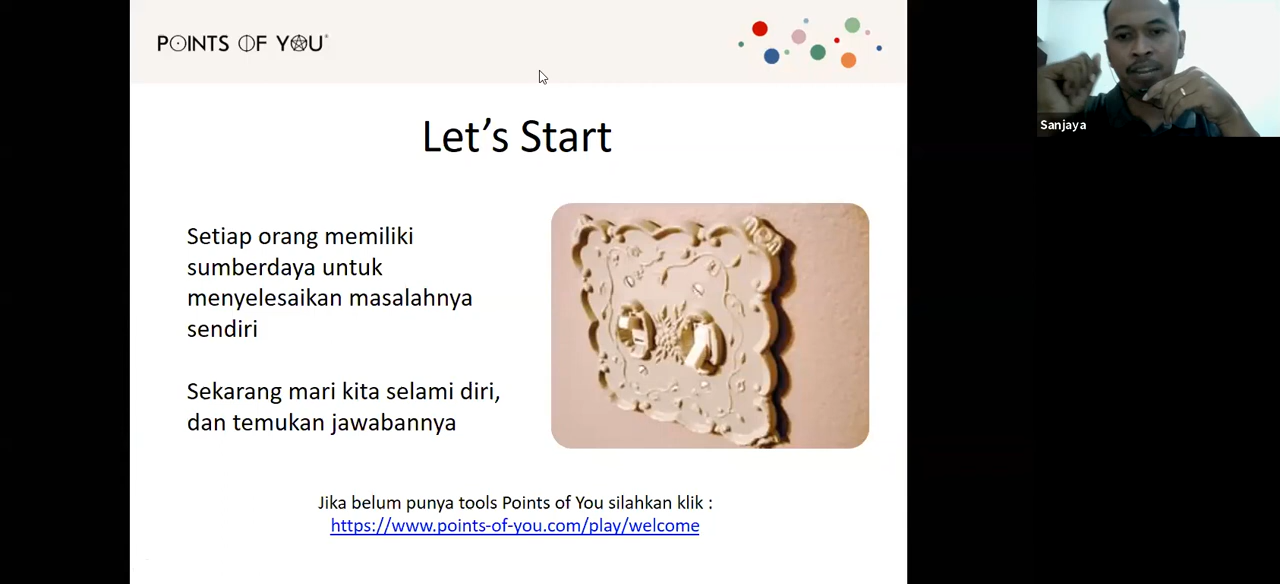 POINTS OF YOU®
Let's Start
Setiap orang memiliki
sumberdaya untuk
menyelesaikan masalahnya
sendiri
Sekarang mari kita selami diri,
dan temukan jawabannya
Jika belum punya tools Points of You silahkan klik :
https://www.points-of-you.com/play/welcome
Sanjaya